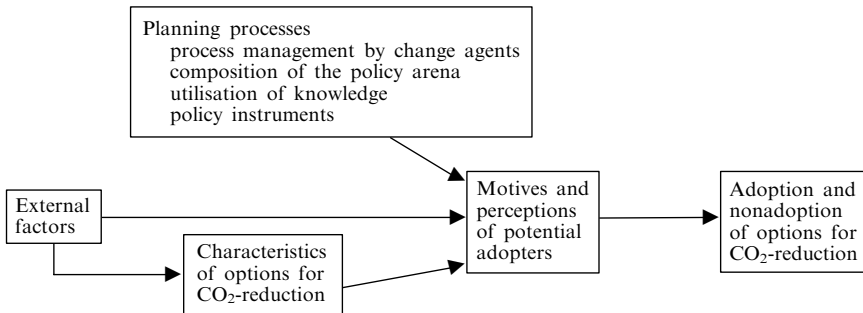 Planning processes
process management by change agents
composition of the policy arena
utilisation of knowledge
policy instruments
External
factors
Characteristics
of options for
CO₂-reduction
Motives and
perceptions
of potential
adopters
Adoption and
nonadoption
of options for
CO₂-reduction